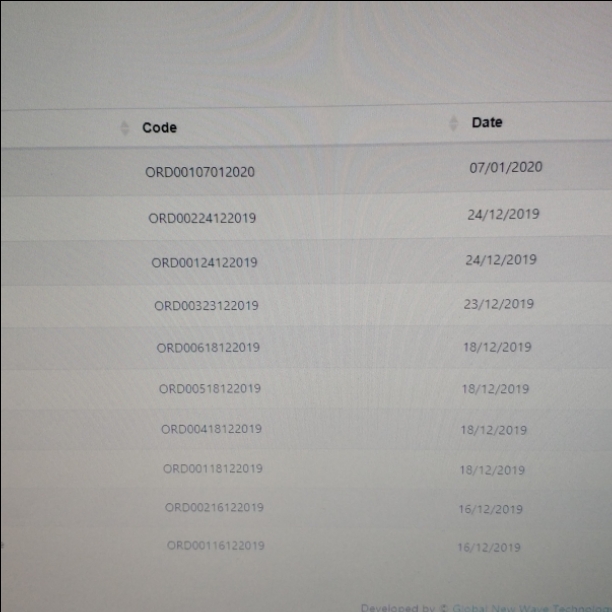 Code Date
ORD00107012020 07/01/2020
ORD00224122019 24/12/2019
ORD00124122019 24/12/2019
ORD00323122019 23/12/2019
ORD00618122019 18/12/2019
ORD00518122019 18/12/2019
ORD00418122019 18/12/2019
ORD00118122019 18/12/2019
ORD00216122019 16/12/2019
ORD00116122019 16/12/2019
Developed by © Global New Wave